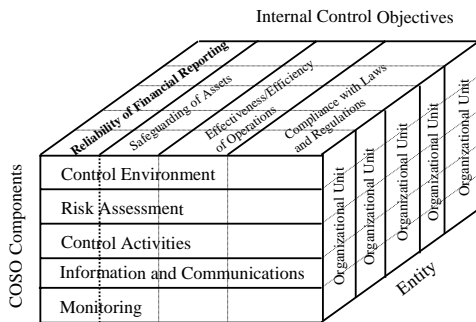 Internal Control Objectives
Reliability of Financial Reporting
Safeguarding of Assets
Effectiveness/Efficiency
of Operations
Compliance with Laws
and Regulations
COSO Components
Control Environment
Risk Assessment
Control Activities
Information and Communications
Monitoring
Organizational Unit
Organizational Unit
Organizational Unit
Organizational Unit
Organizational Unit
Entity